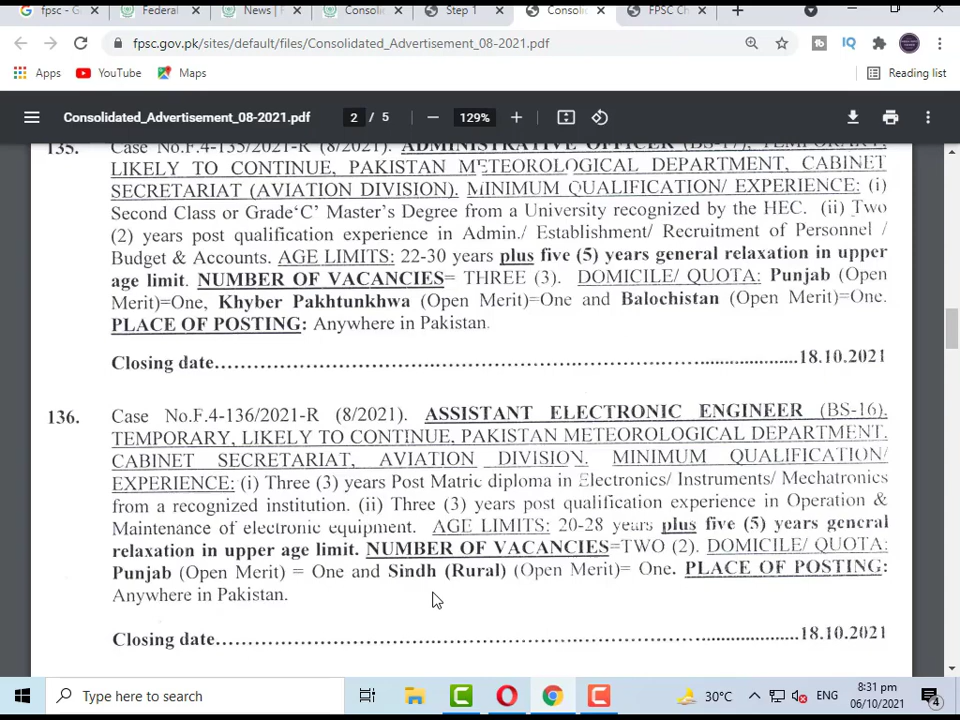 fpsc - G
Federal
News |
Consoli
Step 1
Consoli
FPSC Ch
fpsc.gov.pk/sites/default/files/Consolidated_Advertisement_08-2021.pdf
IQ
Apps
YouTube
Maps
Reading list
Consolidated_Advertisement_08-2021.pdf
2 / 5
129%
135. Case No.F.4-135/2021-R (8/2021). ADMINISTRATIVE OFFICER (BS-17), TEMPORARY,
LIKELY TO CONTINUE, PAKISTAN METEOROLOGICAL DEPARTMENT, CABINET
SECRETARIAT (AVIATION DIVISION). MINIMUM QUALIFICATION/ EXPERIENCE: (i)
Second Class or Grade‘C’ Master’s Degree from a University recognized by the HEC. (ii) Two
(2) years post qualification experience in Admin./ Establishment/ Recruitment of Personnel /
Budget & Accounts. AGE LIMITS: 22-30 years plus five (5) years general relaxation in upper
age limit. NUMBER OF VACANCIES= THREE (3). DOMICILE/ QUOTA: Punjab (Open
Merit)=One, Khyber Pakhtunkhwa (Open Merit)=One and Balochistan (Open Merit)=One.
PLACE OF POSTING: Anywhere in Pakistan.
Closing date……………………………………………………………...................18.10.2021
136. Case No.F.4-136/2021-R (8/2021). ASSISTANT ELECTRONIC ENGINEER (BS-16).
TEMPORARY, LIKELY TO CONTINUE, PAKISTAN METEOROLOGICAL DEPARTMENT.
CABINET SECRETARIAT, AVIATION DIVISION. MINIMUM QUALIFICATION/
EXPERIENCE: (i) Three (3) years Post Matric diploma in Electronics/ Instruments/ Mechatronics
from a recognized institution. (ii) Three (3) years post qualification experience in Operation &
Maintenance of electronic equipment. AGE LIMITS: 20-28 years plus five (5) years general
relaxation in upper age limit. NUMBER OF VACANCIES=TWO (2). DOMICILE/ QUOTA:
Punjab (Open Merit) = One and Sindh (Rural) (Open Merit)= One. PLACE OF POSTING:
Anywhere in Pakistan.
Closing date……………………………………………………………...................18.10.2021
Type here to search
30°C
ENG
8:31 pm
06/10/2021
4